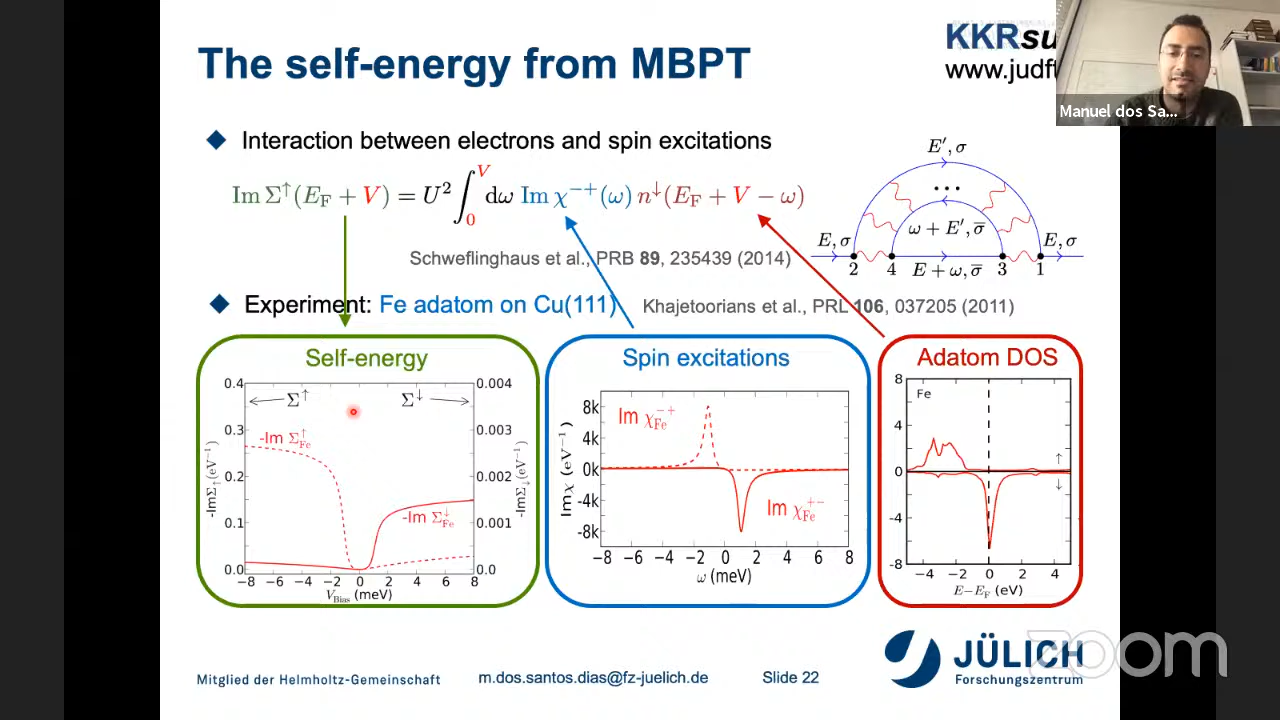 The self-energy from MBPT
KKRsu
www.judft
Manuel dos Sa...
◆ Interaction between electrons and spin excitations
Im Σ↑(E_F + V) = U² ∫₀^V dω Im χ⁻⁺(ω) n↓(E_F + V − ω)
E′, σ
...
ω + E′, σ̅
E, σ
E, σ
2 4 E + ω, σ̅ 3 1
Schweflinghaus et al., PRB 89, 235439 (2014)
◆ Experiment: Fe adatom on Cu(111) Khajetoorians et al., PRL 106, 037205 (2011)
Self-energy
0.4
0.3
0.2
0.1
0.0
-ImΣ↑(eV⁻¹)
Σ↑
Σ↓
-Im Σ↑Fe
-Im Σ↓Fe
0.004
0.003
0.002
0.001
0.0
-ImΣ↓(eV⁻¹)
−8 −6 −4 −2 0 2 4 6 8
V_Bias (meV)
Spin excitations
8k
4k
0k
-4k
-8k
Imχ (eV⁻¹)
Im χ⁻⁺Fe
Im χ⁺⁻Fe
−8 −6 −4 −2 0 2 4 6 8
ω (meV)
Adatom DOS
8
4
0
-4
-8
Fe
↑
↓
−4 −2 0 2 4
E−E_F (eV)
Mitglied der Helmholtz-Gemeinschaft
m.dos.santos.dias@fz-juelich.de
Slide 22
JÜLICH
Forschungszentrum
zoom